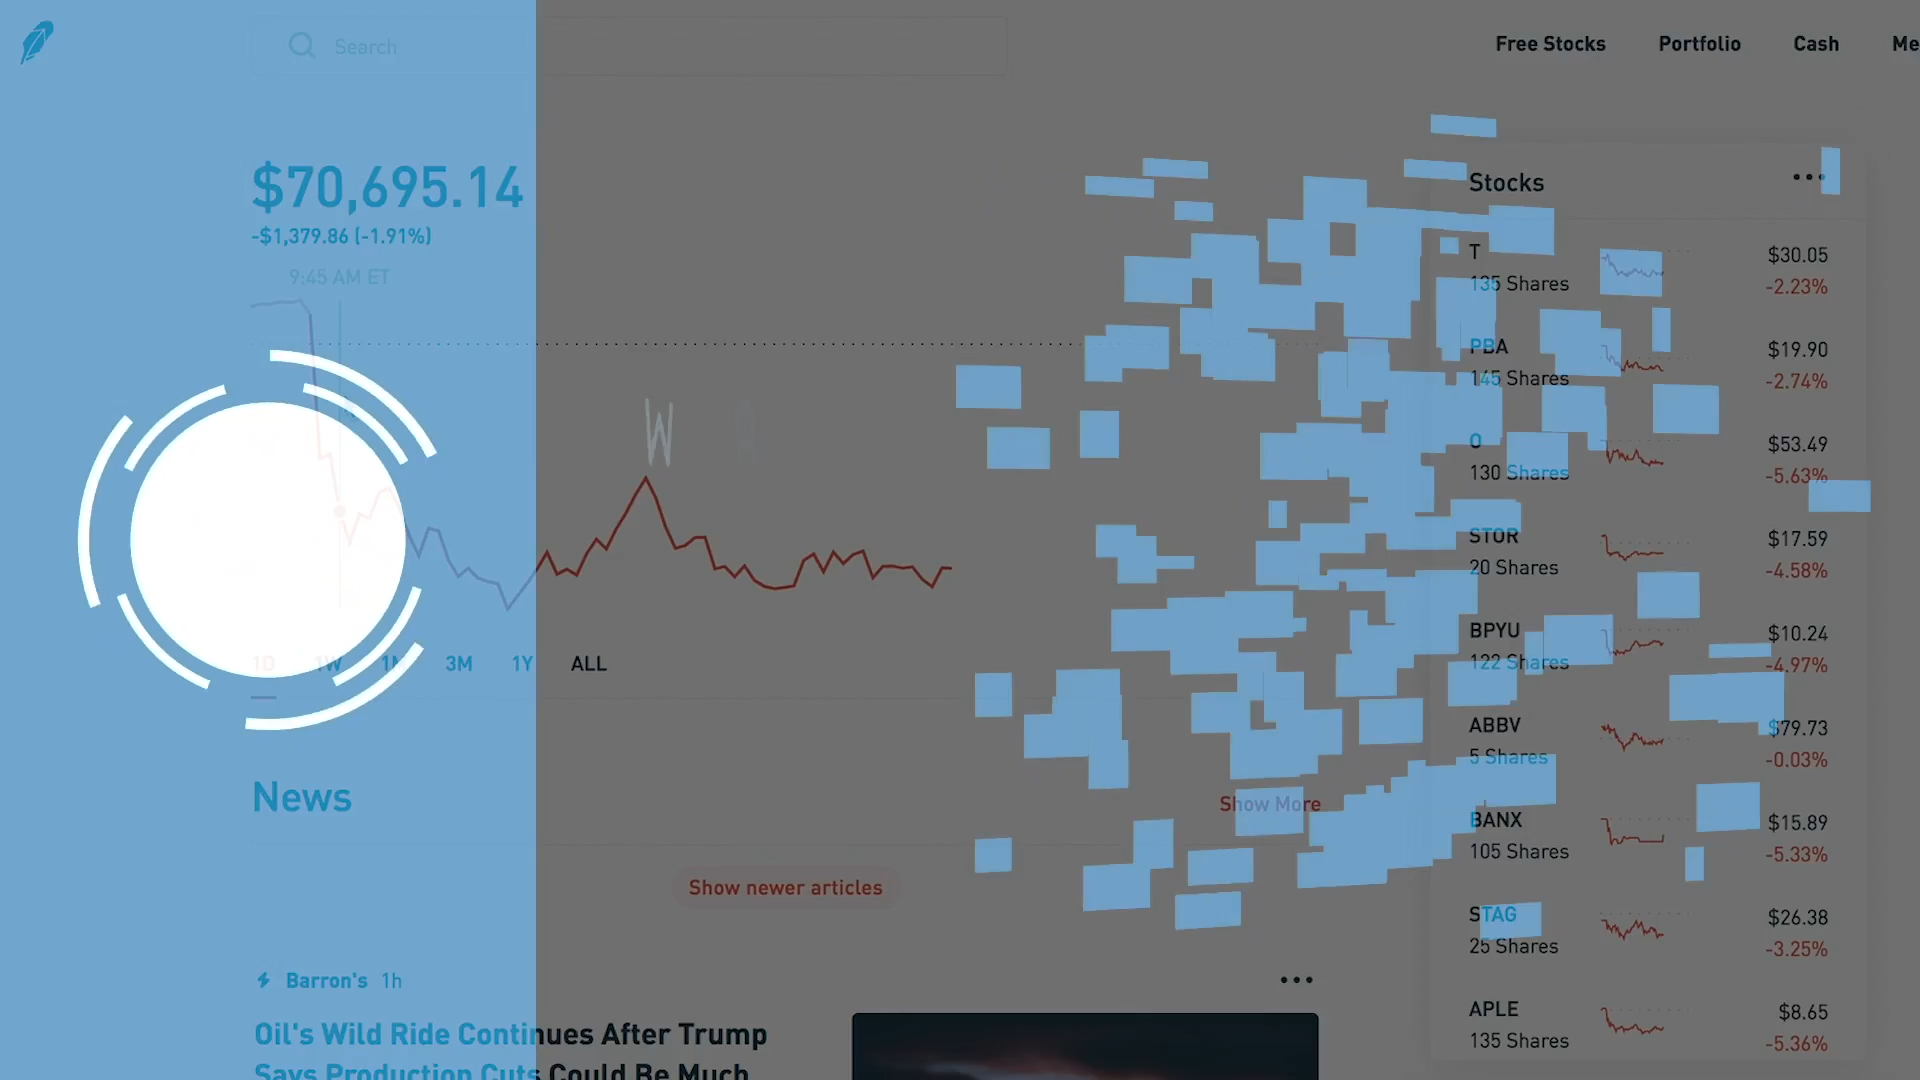 Search
Free Stocks Portfolio Cash Me
$70,695.14
-$1,379.86 (-1.91%)
9:45 AM ET
W
1D 1W 1M 3M 1Y ALL
News
Show More
Show newer articles
Barron's 1h
Oil's Wild Ride Continues After Trump
Says Production Cuts Could Be Much
Stocks
T
135 Shares
$30.05
-2.23%
PBA
145 Shares
$19.90
-2.74%
O
130 Shares
$53.49
-5.63%
STOR
20 Shares
$17.59
-4.58%
BPYU
122 Shares
$10.24
-4.97%
ABBV
5 Shares
$79.73
-0.03%
BANX
105 Shares
$15.89
-5.33%
STAG
25 Shares
$26.38
-3.25%
APLE
135 Shares
$8.65
-5.36%